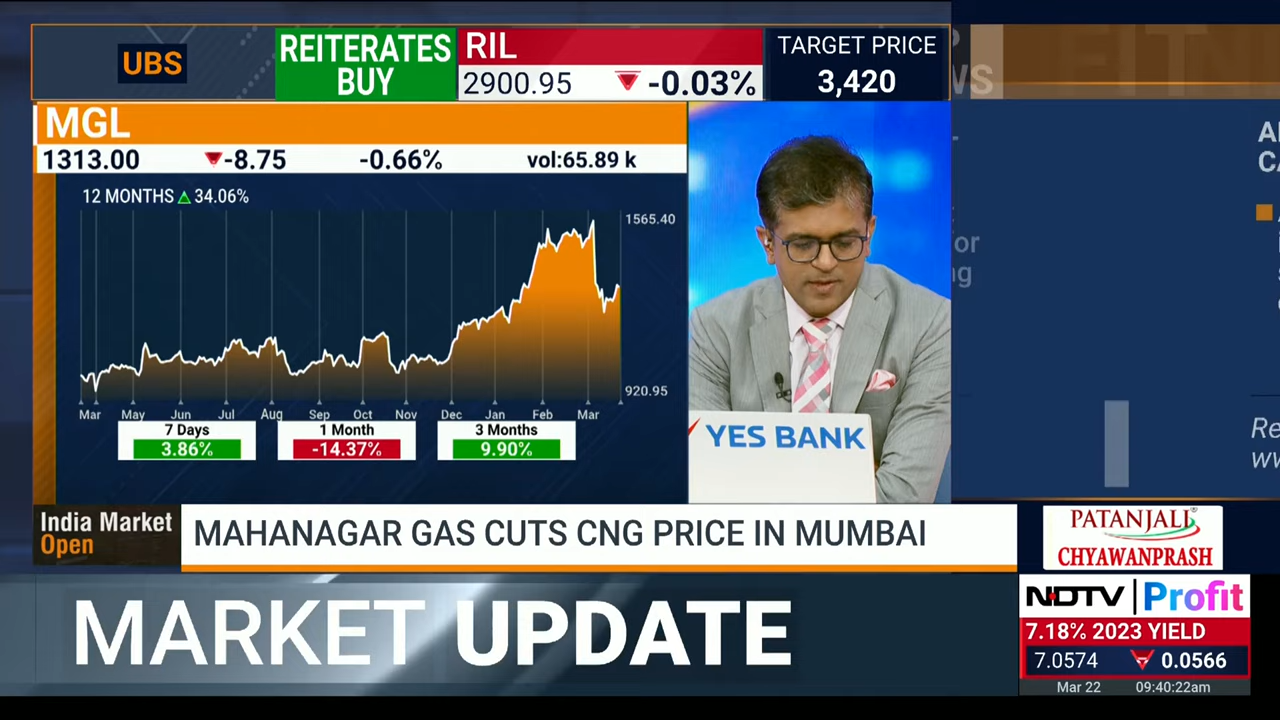 UBS
REITERATES
BUY
RIL
2900.95 ▼ -0.03%
TARGET PRICE
3,420
MGL
1313.00 ▼-8.75 -0.66% vol:65.89 k
12 MONTHS ▲ 34.06%
1565.40
920.95
Mar May Jun Jul Aug Sep Oct Nov Dec Jan Feb Mar
7 Days
3.86%
1 Month
-14.37%
3 Months
9.90%
YES BANK
India Market
Open
MAHANAGAR GAS CUTS CNG PRICE IN MUMBAI
PATANJALI
CHYAWANPRASH
MARKET UPDATE
NDTV Profit
7.18% 2023 YIELD
7.0574 ▼ 0.0566
Mar 22 09:40:22am